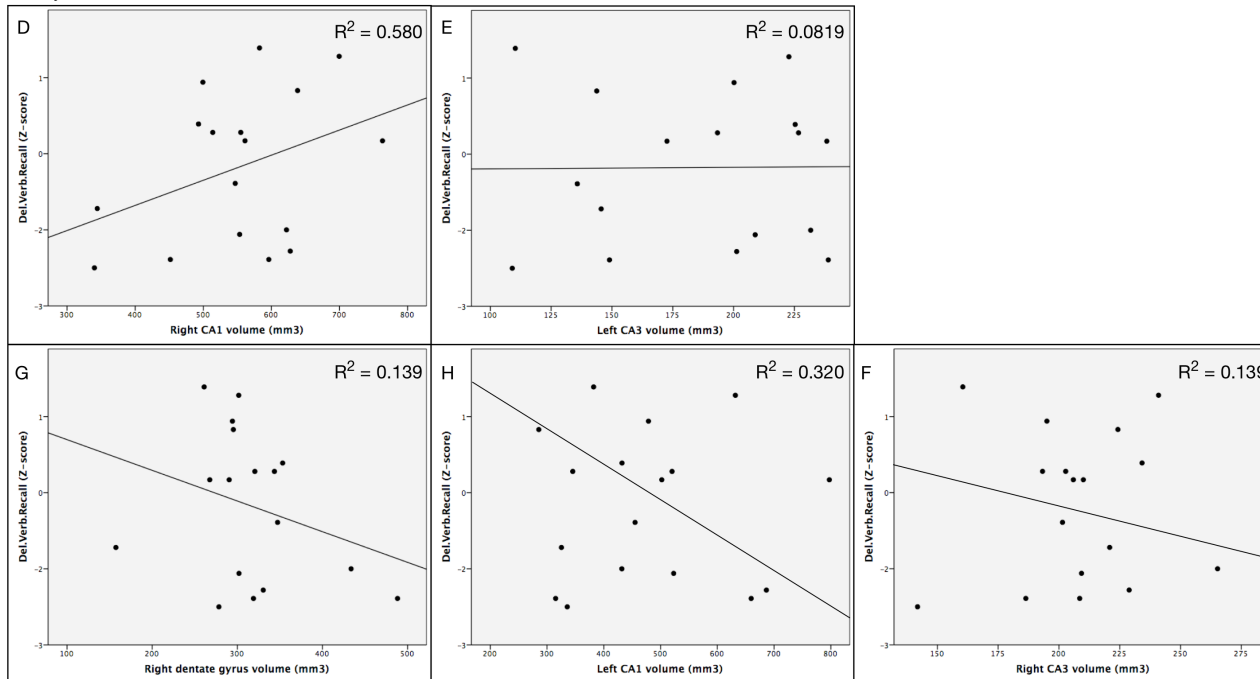 D
R² = 0.580
Del.Verb.Recall (Z-score)
1
0
-2
-3
300 400 500 600 700 800
Right CA1 volume (mm3)
E
R² = 0.0819
Del.Verb.Recall (Z-score)
1
0
-2
-3
100 125 150 175 200 225
Left CA3 volume (mm3)
G
R² = 0.139
Del.Verb.Recall (Z-score)
1
0
-2
-3
100 200 300 400 500
Right dentate gyrus volume (mm3)
H
R² = 0.320
Del.Verb.Recall (Z-score)
1
0
-2
-3
200 300 400 500 600 700 800
Left CA1 volume (mm3)
F
R² = 0.139
Del.Verb.Recall (Z-score)
1
0
-2
-3
150 175 200 225 250 275
Right CA3 volume (mm3)